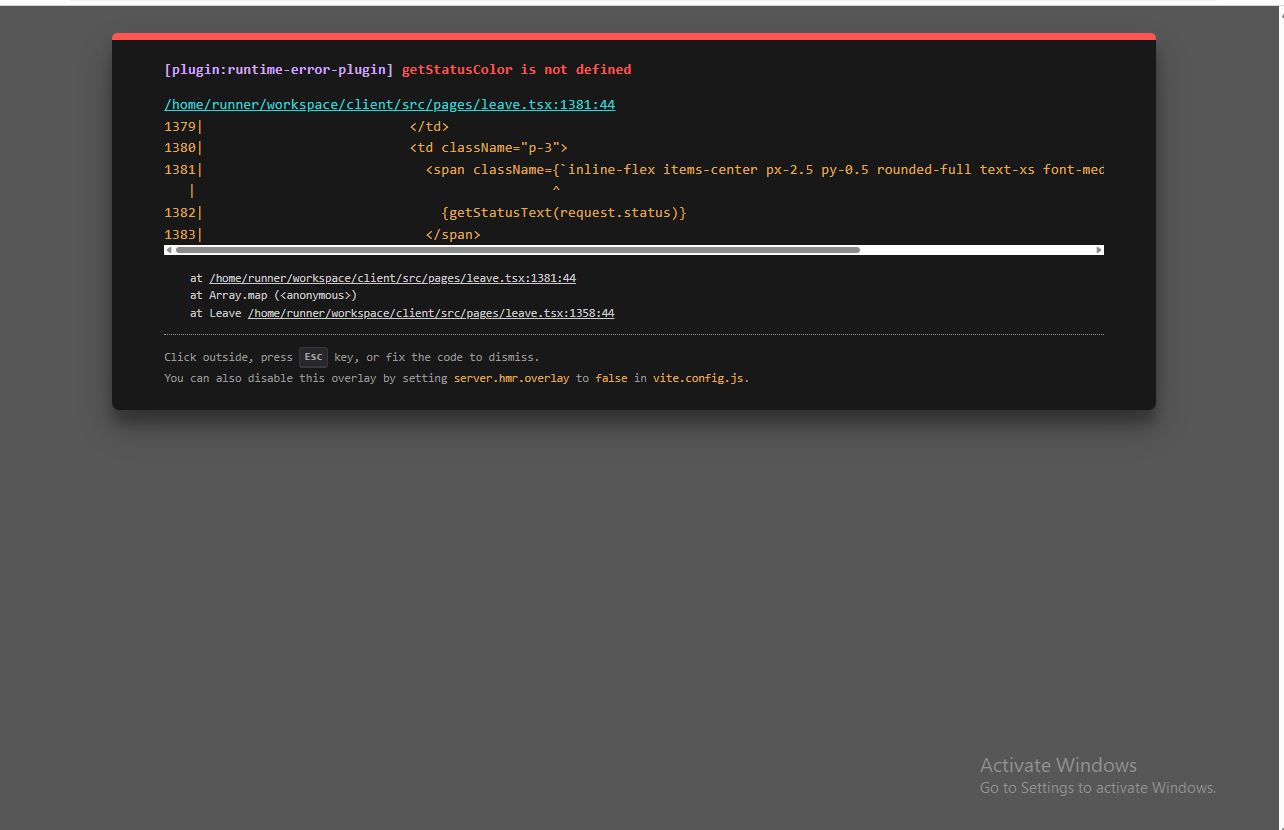 [plugin:runtime-error-plugin] getStatusColor is not defined
/home/runner/workspace/client/src/pages/leave.tsx:1381:44
1379|                          </td>
1380|                          <td className="p-3">
1381|                            <span className={`inline-flex items-center px-2.5 py-0.5 rounded-full text-xs font-med
   |                                            ^
1382|                              {getStatusText(request.status)}
1383|                            </span>
at /home/runner/workspace/client/src/pages/leave.tsx:1381:44
at Array.map (<anonymous>)
at Leave /home/runner/workspace/client/src/pages/leave.tsx:1358:44
Click outside, press Esc key, or fix the code to dismiss.
You can also disable this overlay by setting server.hmr.overlay to false in vite.config.js.
Activate Windows
Go to Settings to activate Windows.